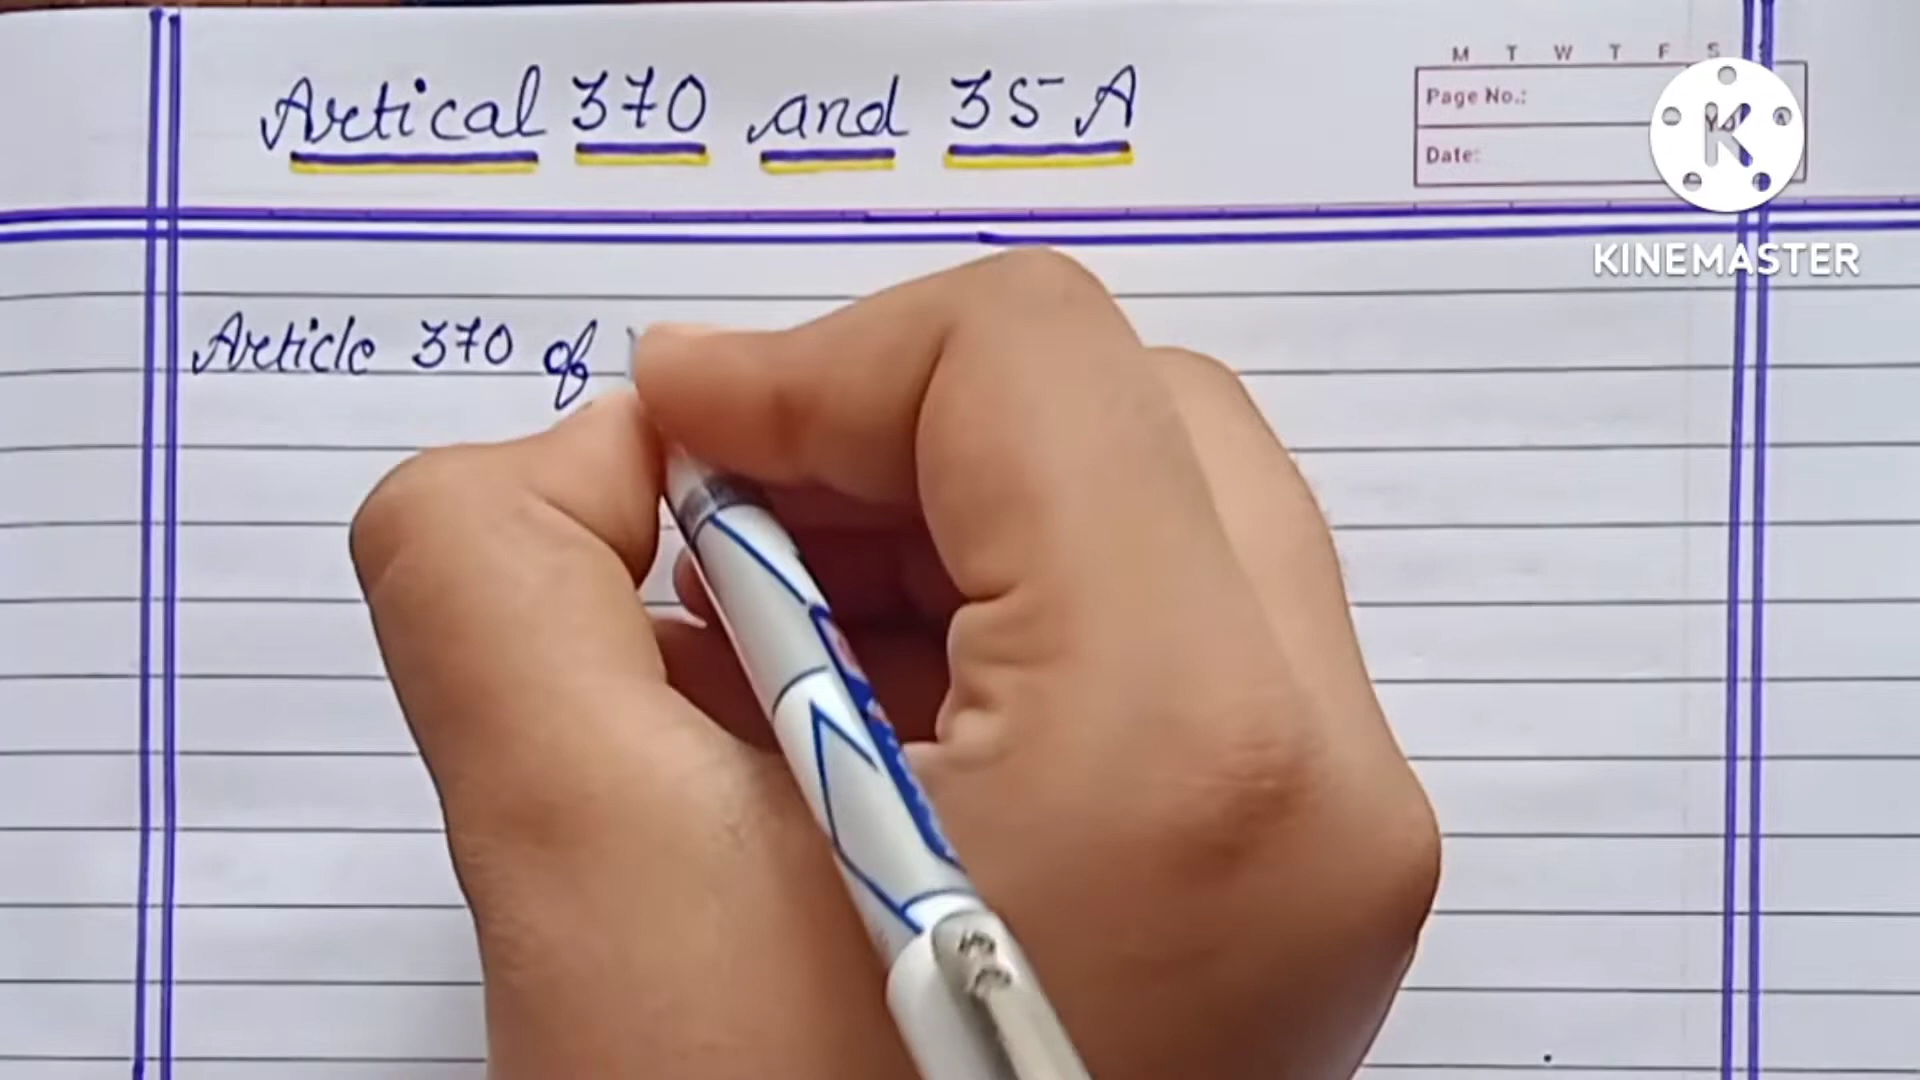 Artical 370 and 35 A
M T W T F S
Page No.:
Date:
KINEMASTER
Article 370 of